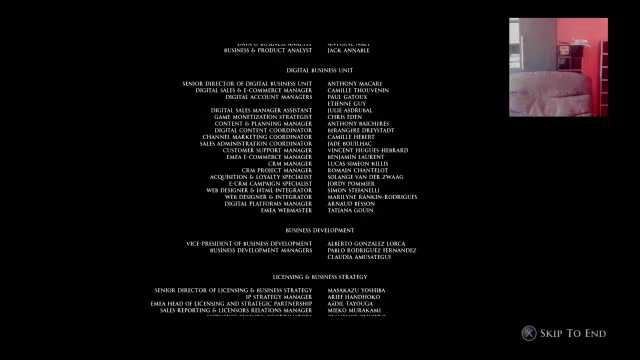 BUSINESS & PRODUCT ANALYST JACK ANNABLE
DIGITAL BUSINESS UNIT
SENIOR DIRECTOR OF DIGITAL BUSINESS UNIT ANTHONY MACARE
DIGITAL SALES & E-COMMERCE MANAGER CAMILLE THOUVENIN
DIGITAL ACCOUNT MANAGERS PAUL GATOUX
ETIENNE GUY
DIGITAL SALES MANAGER ASSISTANT JULIE ASDRUBAL
GAME MONETIZATION STRATEGIST CHRIS EDEN
CONTENT & PLANNING MANAGER ANTHONY BAICHÈRES
DIGITAL CONTENT COORDINATOR BÉRANGÈRE DREYSTADT
CHANNEL MARKETING COORDINATOR CAMILLE HEBERT
SALES ADMINISTRATION COORDINATOR JADE BOUILHAC
CUSTOMER SUPPORT MANAGER VINCENT HUGUES-HEBRARD
EMEA E-COMMERCE MANAGER BENJAMIN LAURENT
CRM MANAGER LUCAS SIMEON KILLIS
CRM PROJECT MANAGER ROMAIN CHANTELOT
ACQUISITION & LOYALTY SPECIALIST SOLANGE VAN DER ZWAAG
E-CRM CAMPAIGN SPECIALIST JORDY POMMIER
WEB DESIGNER & HTML INTEGRATOR SIMON STEFANELLI
WEB DESIGNER & INTEGRATOR MARILYNE RANKIN-RODRIGUES
DIGITAL PLATFORMS MANAGER ARNAUD BESSON
EMEA WEBMASTER TATJANA GOUIN
BUSINESS DEVELOPMENT
VICE-PRESIDENT OF BUSINESS DEVELOPMENT ALBERTO GONZALEZ LORCA
BUSINESS DEVELOPMENT MANAGERS PABLO RODRIGUEZ FERNANDEZ
CLAUDIA AMUSATEGUI
LICENSING & BUSINESS STRATEGY
SENIOR DIRECTOR OF LICENSING & BUSINESS STRATEGY MASAKAZU YOSHIBA
IP STRATEGY MANAGER ARIEF HANDHOKO
EMEA HEAD OF LICENSING AND STRATEGIC PARTNERSHIP AADIL TAYOUGA
SALES REPORTING & LICENSORS RELATIONS MANAGER MIEKO MURAKAMI
SKIP TO END